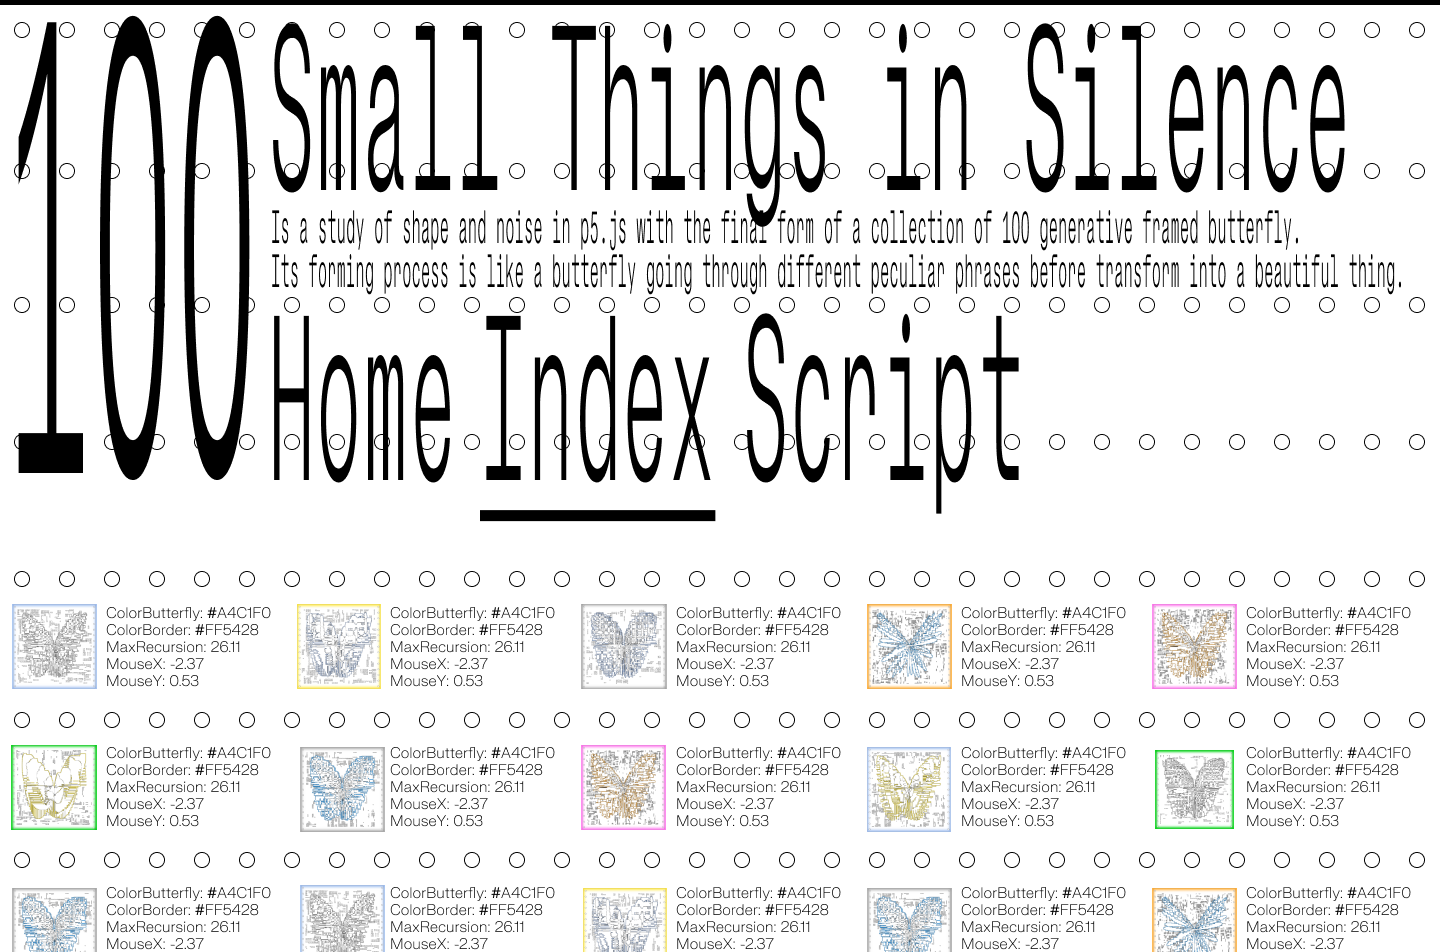 100
Small Things in Silence
Is a study of shape and noise in p5.js with the final form of a collection of 100 generative framed butterfly.
Its forming process is like a butterfly going through different peculiar phrases before transform into a beautiful thing.
Home Index Script
ColorButterfly: #A4C1F0
ColorBorder: #FF5428
MaxRecursion: 26.11
MouseX: -2.37
MouseY: 0.53
ColorButterfly: #A4C1F0
ColorBorder: #FF5428
MaxRecursion: 26.11
MouseX: -2.37
MouseY: 0.53
ColorButterfly: #A4C1F0
ColorBorder: #FF5428
MaxRecursion: 26.11
MouseX: -2.37
MouseY: 0.53
ColorButterfly: #A4C1F0
ColorBorder: #FF5428
MaxRecursion: 26.11
MouseX: -2.37
MouseY: 0.53
ColorButterfly: #A4C1F0
ColorBorder: #FF5428
MaxRecursion: 26.11
MouseX: -2.37
MouseY: 0.53
ColorButterfly: #A4C1F0
ColorBorder: #FF5428
MaxRecursion: 26.11
MouseX: -2.37
MouseY: 0.53
ColorButterfly: #A4C1F0
ColorBorder: #FF5428
MaxRecursion: 26.11
MouseX: -2.37
MouseY: 0.53
ColorButterfly: #A4C1F0
ColorBorder: #FF5428
MaxRecursion: 26.11
MouseX: -2.37
MouseY: 0.53
ColorButterfly: #A4C1F0
ColorBorder: #FF5428
MaxRecursion: 26.11
MouseX: -2.37
MouseY: 0.53
ColorButterfly: #A4C1F0
ColorBorder: #FF5428
MaxRecursion: 26.11
MouseX: -2.37
MouseY: 0.53
ColorButterfly: #A4C1F0
ColorBorder: #FF5428
MaxRecursion: 26.11
MouseX: -2.37
ColorButterfly: #A4C1F0
ColorBorder: #FF5428
MaxRecursion: 26.11
MouseX: -2.37
ColorButterfly: #A4C1F0
ColorBorder: #FF5428
MaxRecursion: 26.11
MouseX: -2.37
ColorButterfly: #A4C1F0
ColorBorder: #FF5428
MaxRecursion: 26.11
MouseX: -2.37
ColorButterfly: #A4C1F0
ColorBorder: #FF5428
MaxRecursion: 26.11
MouseX: -2.37